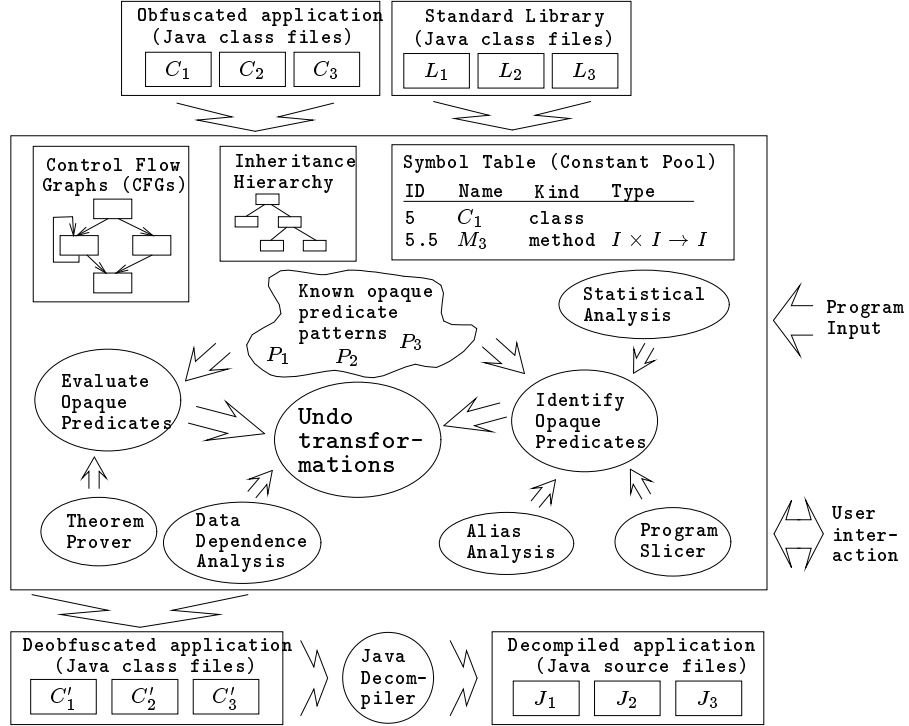 Obfuscated application
(Java class files)
C₁ C₂ C₃
Standard Library
(Java class files)
L₁ L₂ L₃
Control Flow
Graphs (CFGs)
Inheritance
Hierarchy
Symbol Table (Constant Pool)
ID Name Kind Type
5 C₁ class
5.5 M₃ method I × I → I
Known opaque
predicate
patterns
P₁ P₂ P₃
Statistical
Analysis
Program
Input
Evaluate
Opaque
Predicates
Undo
transfor-
mations
Identify
Opaque
Predicates
Theorem
Prover
Data
Dependence
Analysis
Alias
Analysis
Program
Slicer
User
inter-
action
Deobfuscated application
(Java class files)
C′₁ C′₂ C′₃
Java
Decom-
piler
Decompiled application
(Java source files)
J₁ J₂ J₃